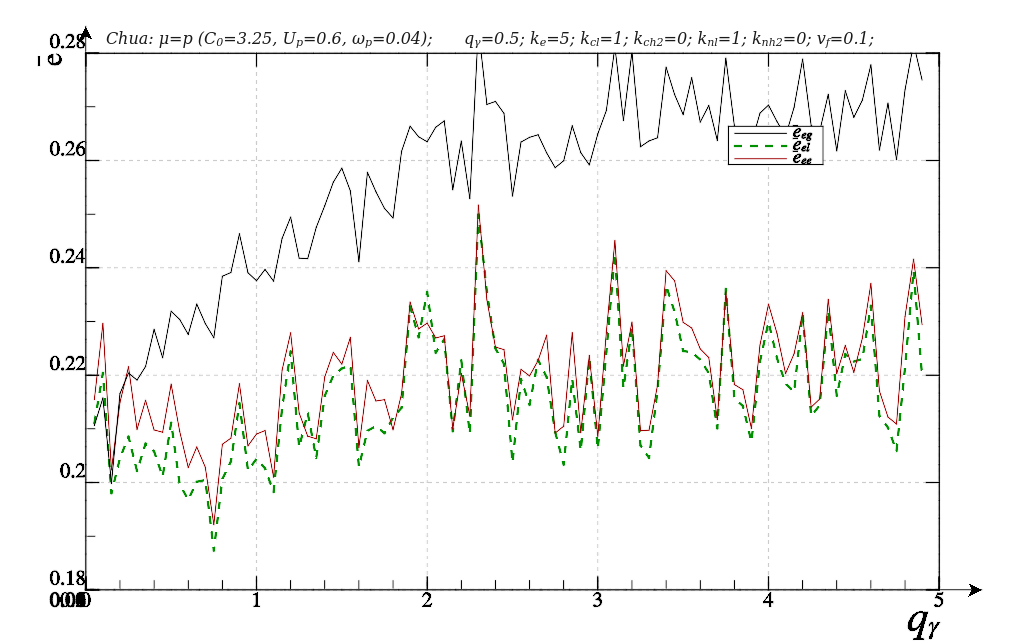 Chua: μ=p (C₀=3.25, Uₚ=0.6, ωₚ=0.04); qᵧ=0.5; kₑ=5; k_cl=1; k_ch2=0; k_nl=1; k_nh2=0; v_f=0.1;
0.28
e̅
0.26
e_eg
e_el
e_ee
0.24
0.22
0.2
0.18
1 2 3 4 5
qᵧ